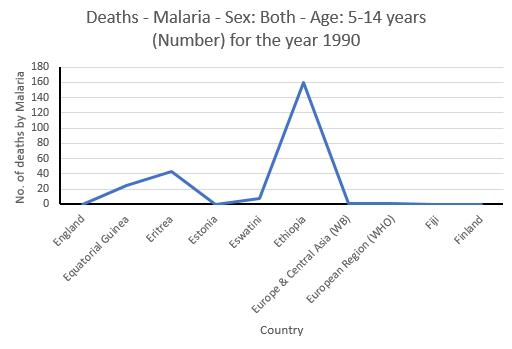 Deaths - Malaria - Sex: Both - Age: 5-14 years
(Number) for the year 1990
No. of deaths by Malaria
180
160
140
120
100
80
60
40
20
0
England
Equatorial Guinea
Eritrea
Estonia
Eswatini
Ethiopia
Europe & Central Asia (WB)
European Region (WHO)
Fiji
Finland
Country